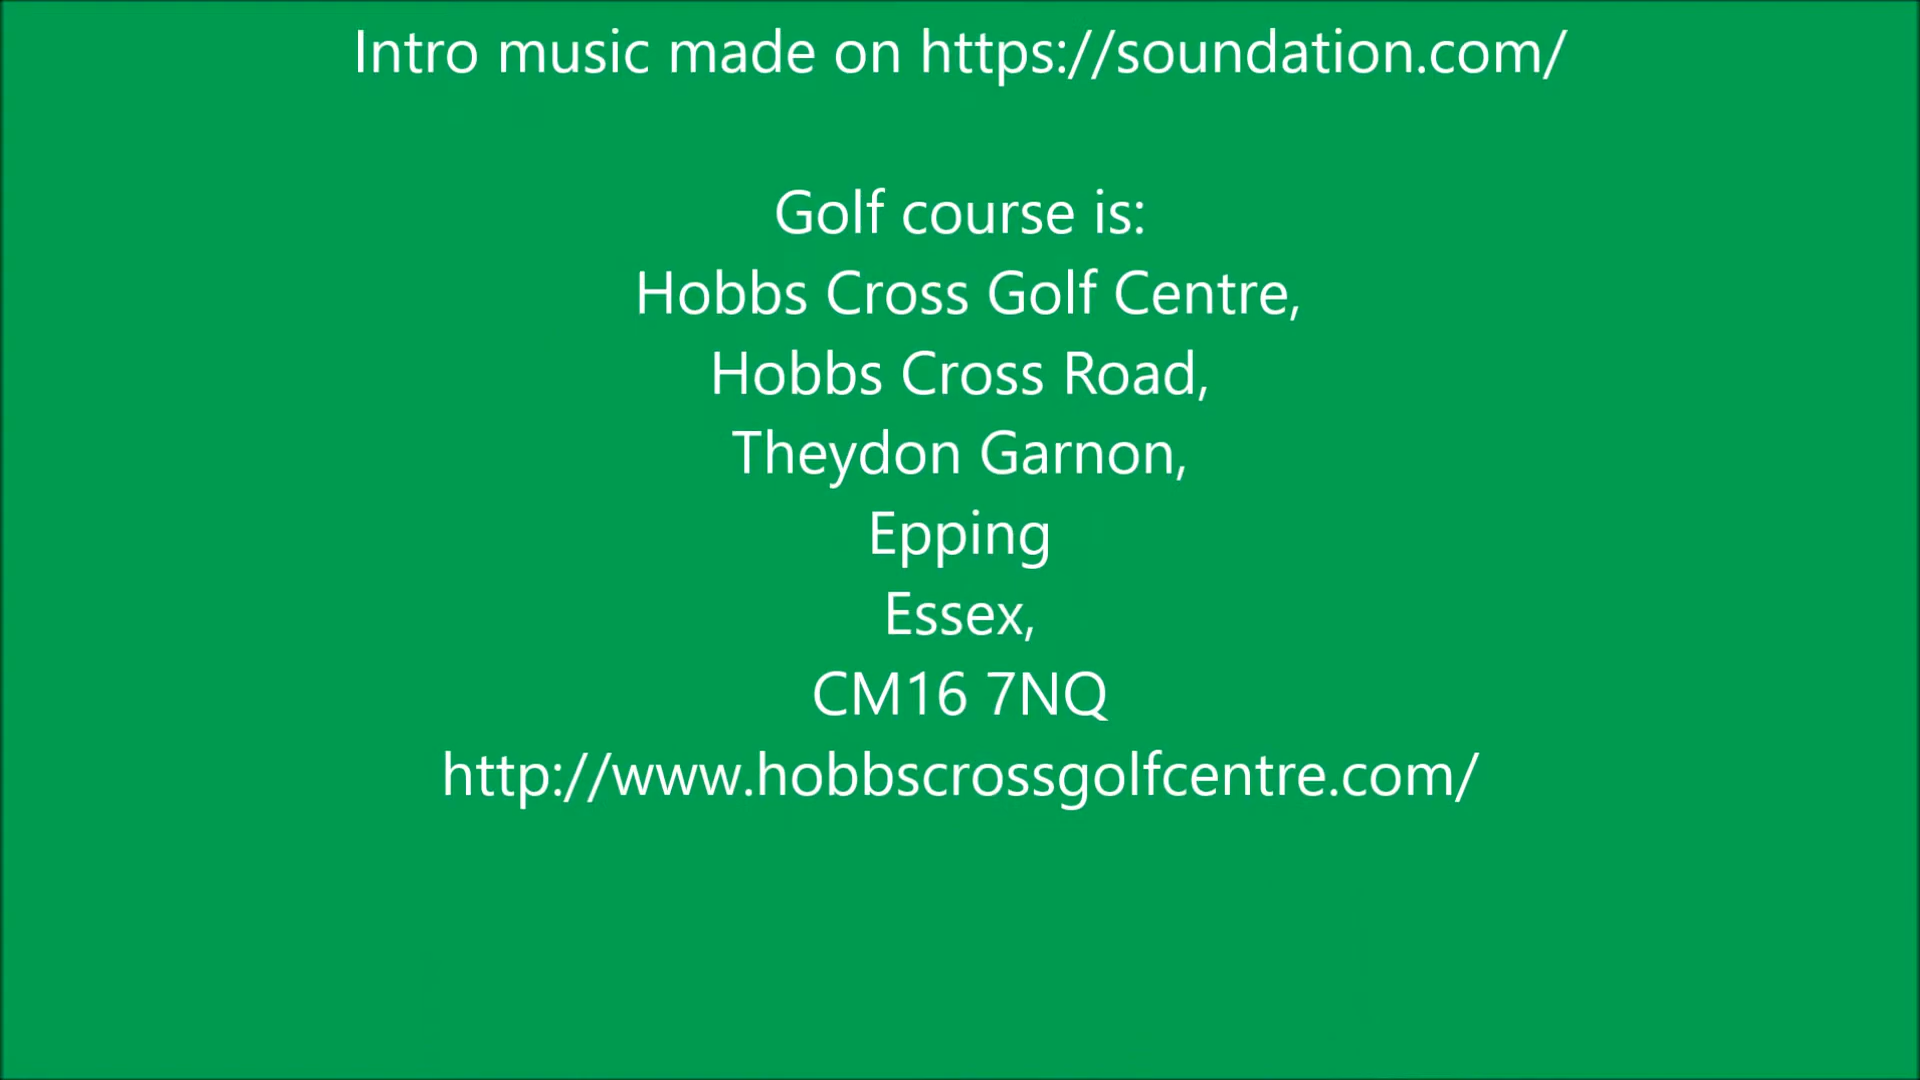 Intro music made on https://soundation.com/
Golf course is:
Hobbs Cross Golf Centre,
Hobbs Cross Road,
Theydon Garnon,
Epping
Essex,
CM16 7NQ
http://www.hobbscrossgolfcentre.com/